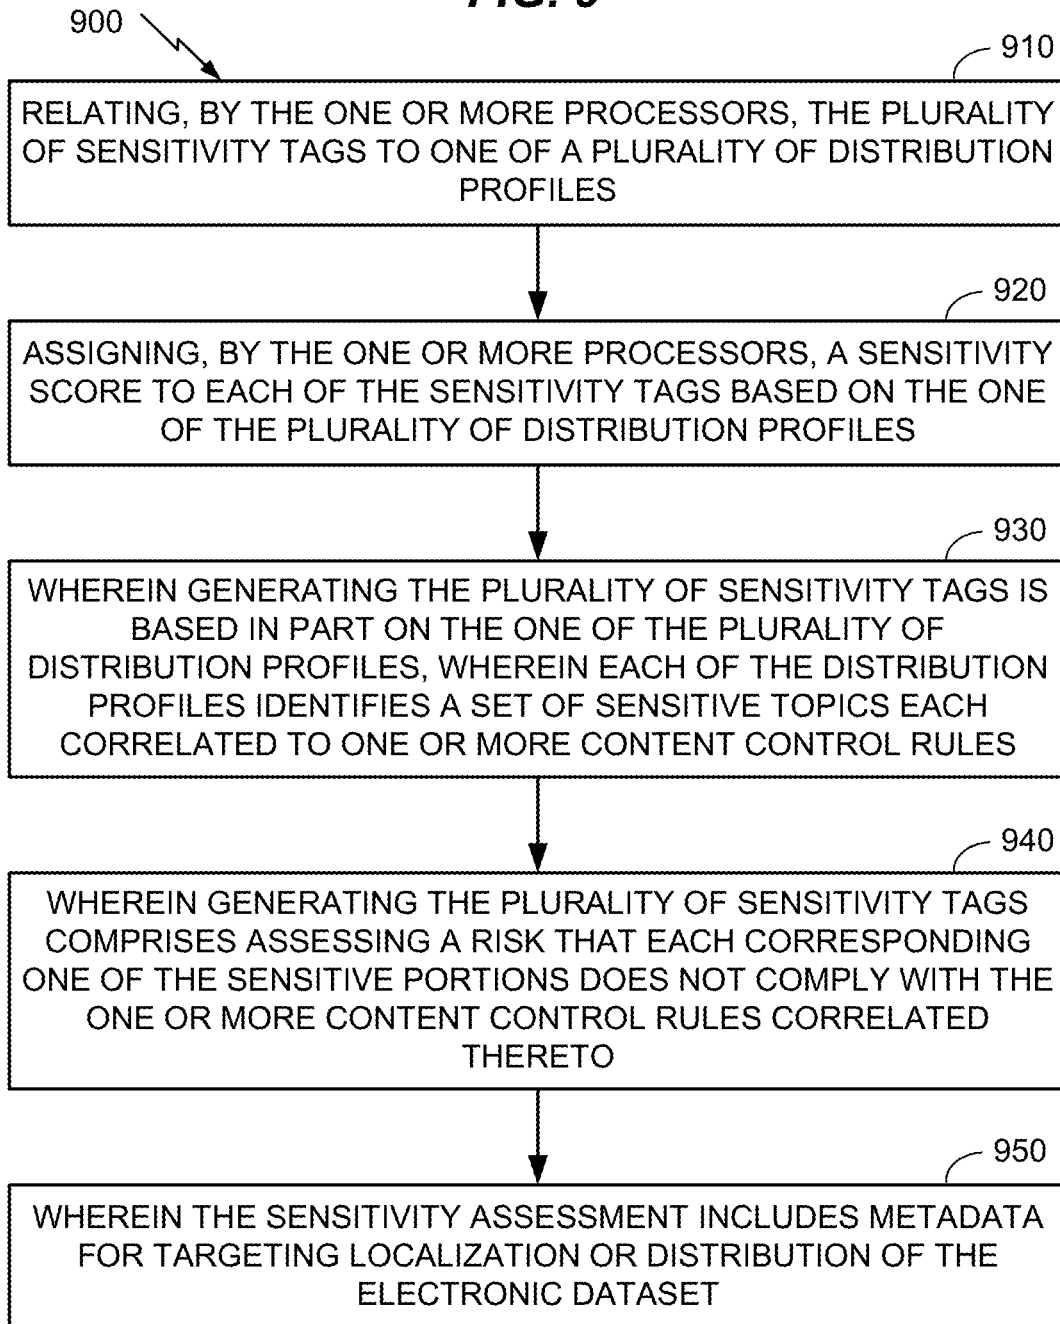 900
910
RELATING, BY THE ONE OR MORE PROCESSORS, THE PLURALITY
OF SENSITIVITY TAGS TO ONE OF A PLURALITY OF DISTRIBUTION
PROFILES
920
ASSIGNING, BY THE ONE OR MORE PROCESSORS, A SENSITIVITY
SCORE TO EACH OF THE SENSITIVITY TAGS BASED ON THE ONE
OF THE PLURALITY OF DISTRIBUTION PROFILES
930
WHEREIN GENERATING THE PLURALITY OF SENSITIVITY TAGS IS
BASED IN PART ON THE ONE OF THE PLURALITY OF
DISTRIBUTION PROFILES, WHEREIN EACH OF THE DISTRIBUTION
PROFILES IDENTIFIES A SET OF SENSITIVE TOPICS EACH
CORRELATED TO ONE OR MORE CONTENT CONTROL RULES
940
WHEREIN GENERATING THE PLURALITY OF SENSITIVITY TAGS
COMPRISES ASSESSING A RISK THAT EACH CORRESPONDING
ONE OF THE SENSITIVE PORTIONS DOES NOT COMPLY WITH THE
ONE OR MORE CONTENT CONTROL RULES CORRELATED
THERETO
950
WHEREIN THE SENSITIVITY ASSESSMENT INCLUDES METADATA
FOR TARGETING LOCALIZATION OR DISTRIBUTION OF THE
ELECTRONIC DATASET